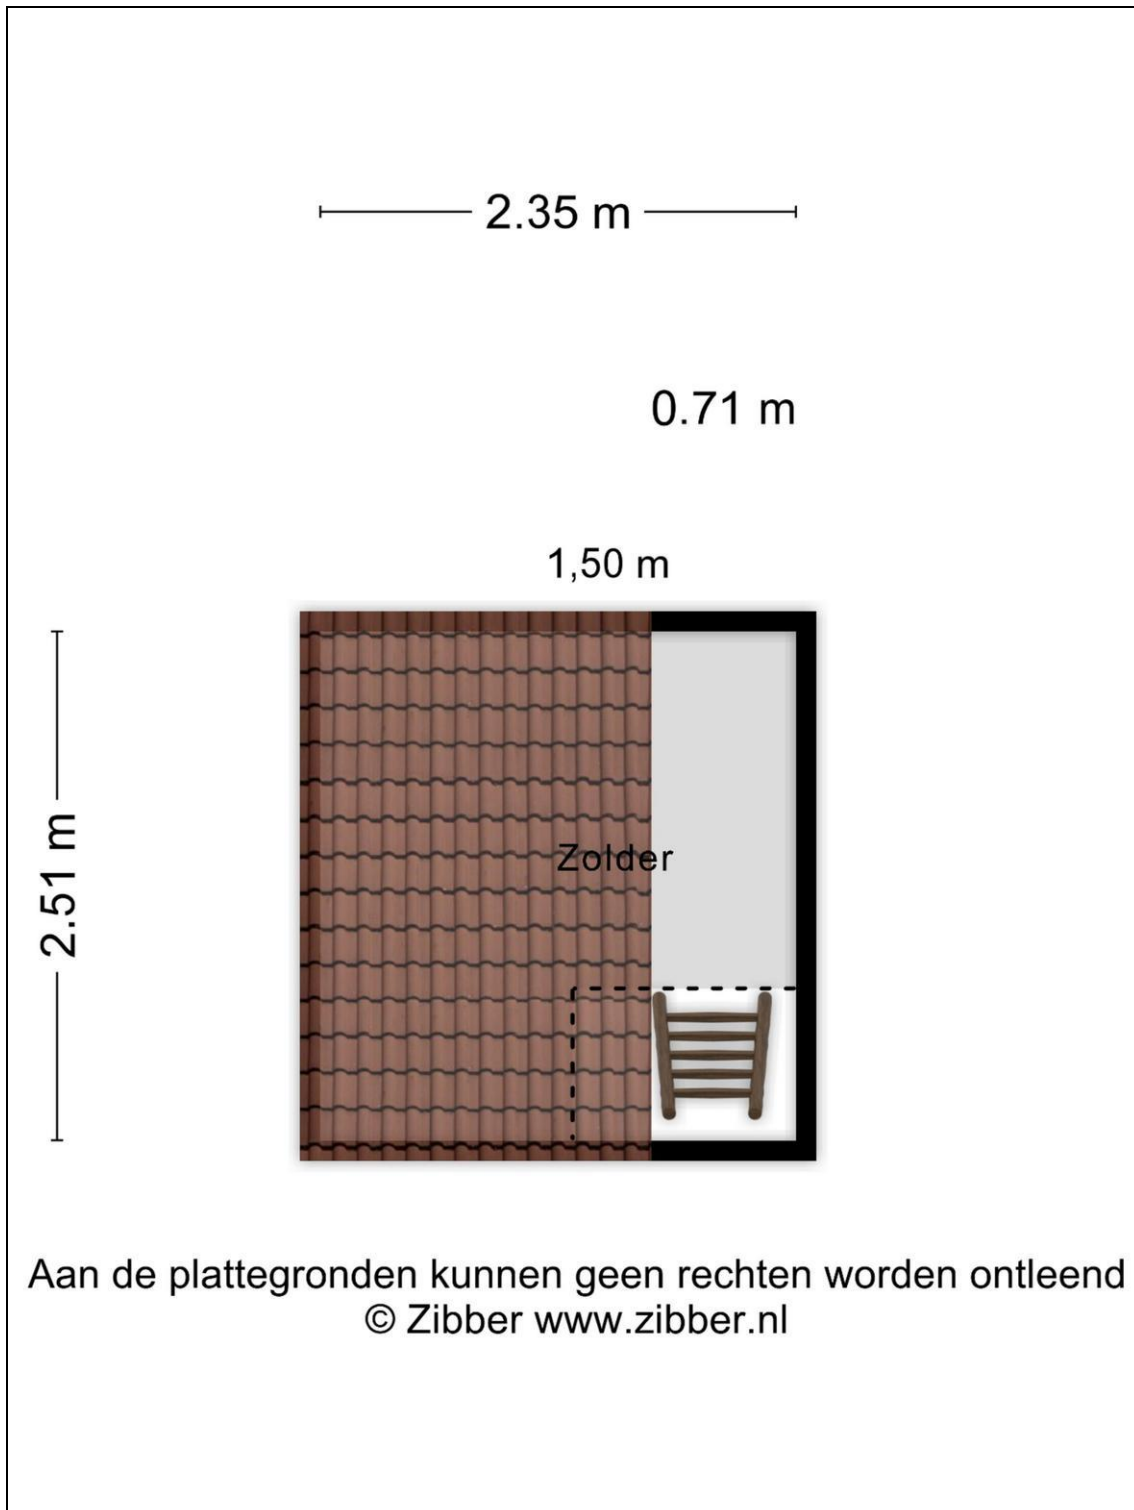 2.35 m
0.71 m
1,50 m
Zolder
2.51 m
Aan de plattegronden kunnen geen rechten worden ontleend
© Zibber www.zibber.nl